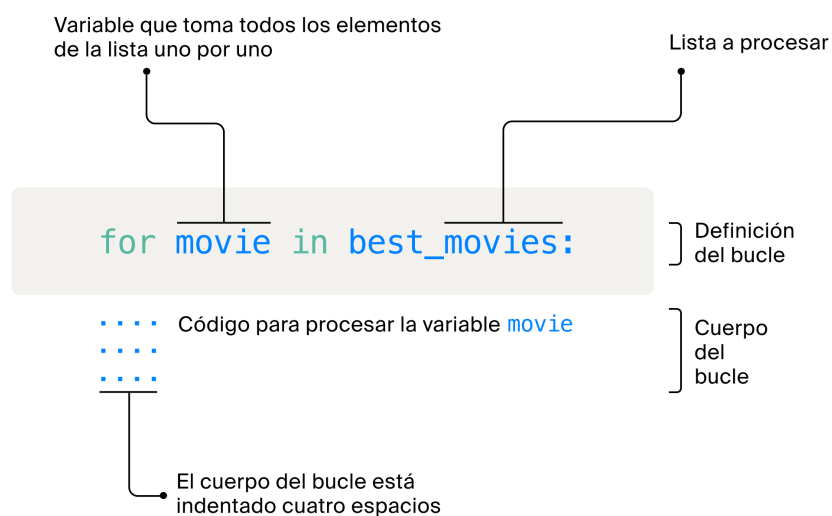 Variable que toma todos los elementos
de la lista uno por uno
Lista a procesar
for movie in best_movies:
Definición
del bucle
Código para procesar la variable movie
Cuerpo
del
bucle
El cuerpo del bucle está
indentado cuatro espacios